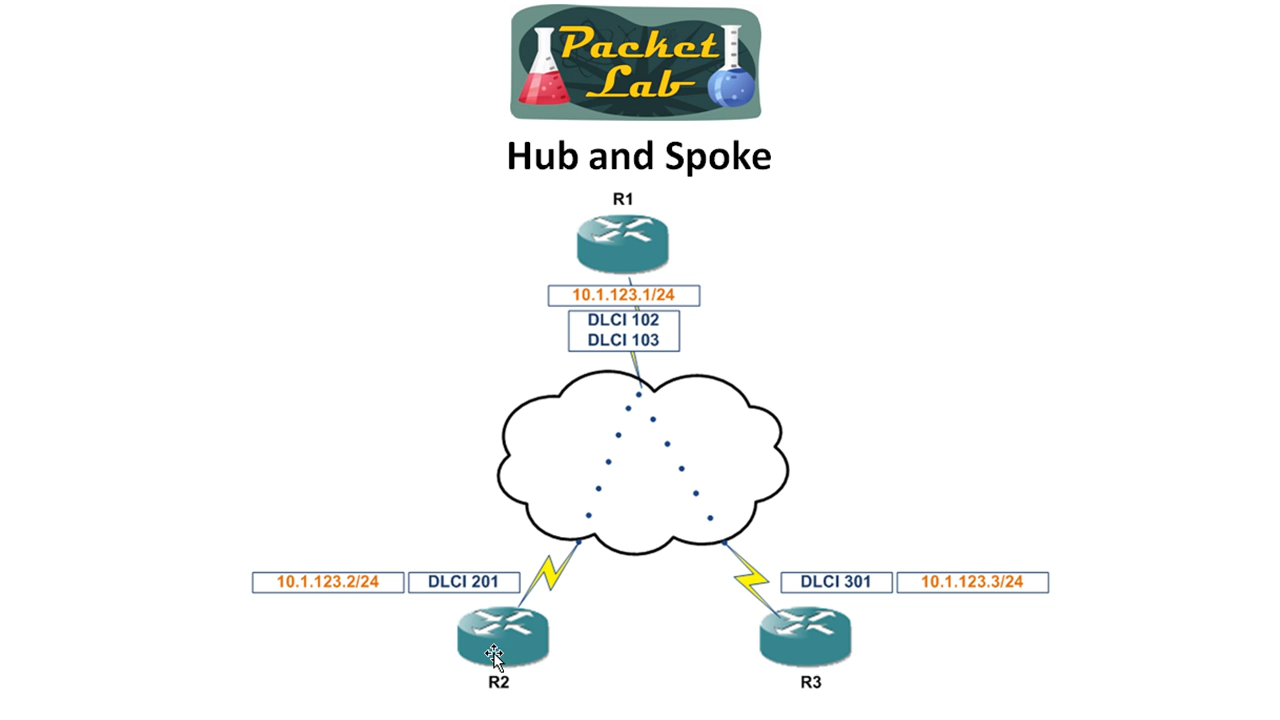 Packet
Lab
Hub and Spoke
R1
10.1.123.1/24
DLCI 102
DLCI 103
10.1.123.2/24
DLCI 201
DLCI 301
10.1.123.3/24
R2
R3